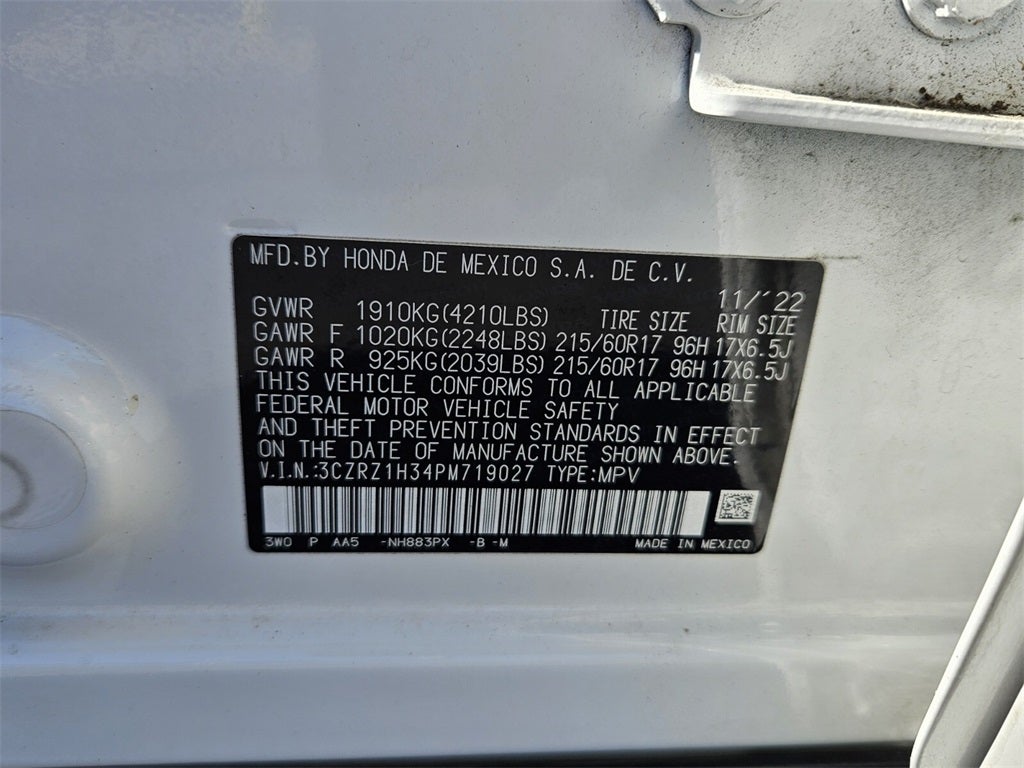 MFD.BY HONDA DE MEXICO S.A. DE C.V.
11/'22
GVWR 1910KG(4210LBS) TIRE SIZE RIM SIZE
GAWR F 1020KG(2248LBS) 215/60R17 96H 17X6.5J
GAWR R 925KG(2039LBS) 215/60R17 96H 17X6.5J
THIS VEHICLE CONFORMS TO ALL APPLICABLE
FEDERAL MOTOR VEHICLE SAFETY
AND THEFT PREVENTION STANDARDS IN EFFECT
ON THE DATE OF MANUFACTURE SHOWN ABOVE.
V.I.N.:3CZRZ1H34PM719027 TYPE:MPV
3W0 P AA5 -NH883PX -B -M MADE IN MEXICO